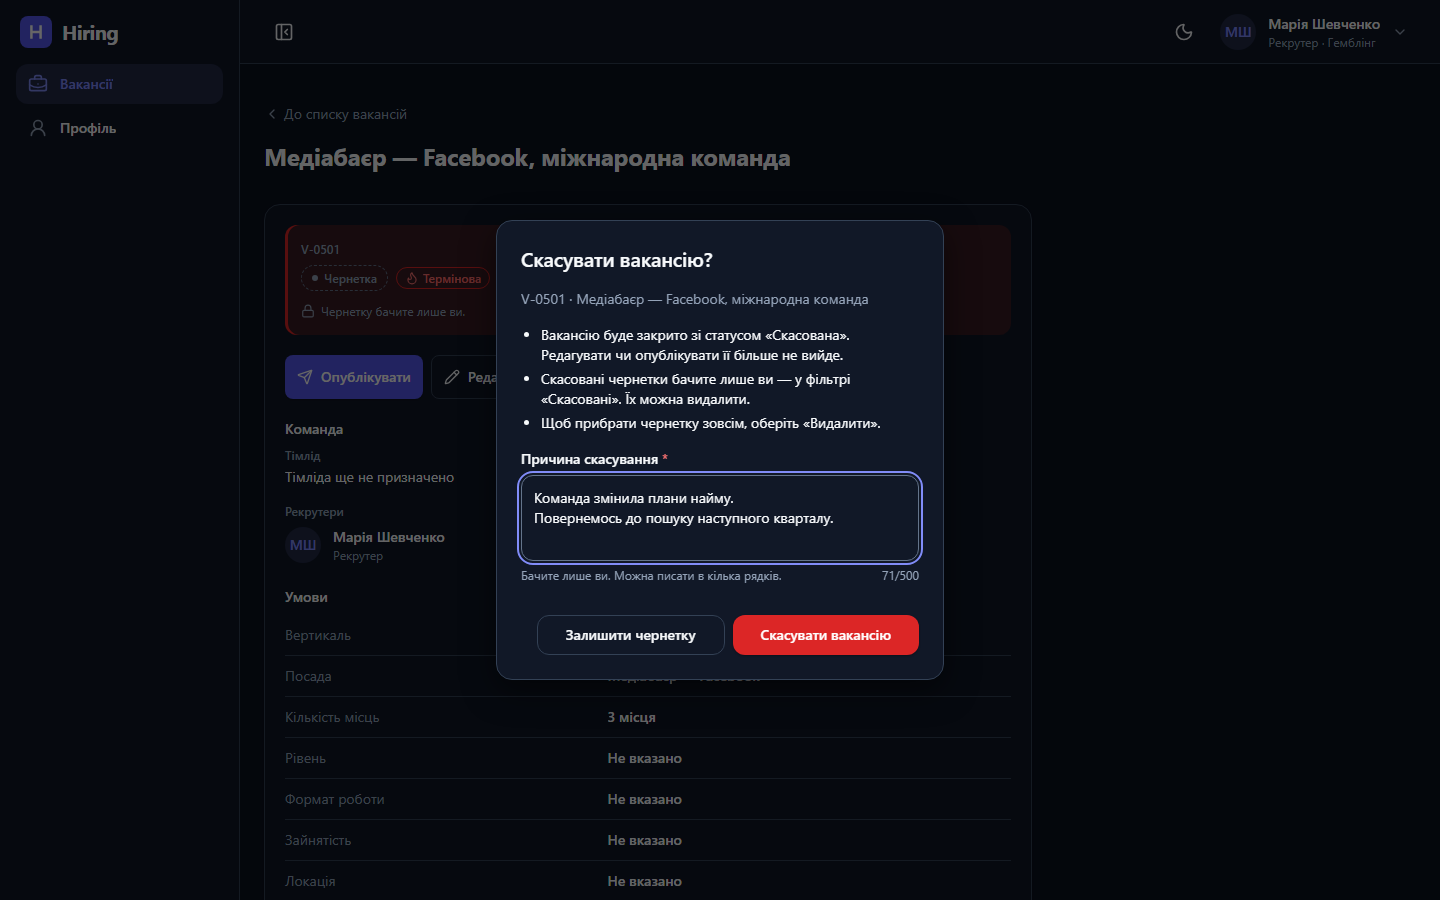 H Hiring
Вакансії
Профіль
МШ
Марія Шевченко
Рекрутер · Гемблінг
До списку вакансій
Медіабаєр — Facebook, міжнародна команда
V-0501
Чернетка
Термінова
Чернетку бачите лише ви.
Опублікувати
Реда
Команда
Тімлід
Тімліда ще не призначено
Рекрутери
МШ
Марія Шевченко
Рекрутер
Умови
Вертикаль
Посада
Кількість місць
3 місця
Рівень
Не вказано
Формат роботи
Не вказано
Зайнятість
Не вказано
Локація
Не вказано
Скасувати вакансію?
V-0501 · Медіабаєр — Facebook, міжнародна команда
• Вакансію буде закрито зі статусом «Скасована».
Редагувати чи опублікувати її більше не вийде.
• Скасовані чернетки бачите лише ви — у фільтрі
«Скасовані». Їх можна видалити.
• Щоб прибрати чернетку зовсім, оберіть «Видалити».
Причина скасування *
Команда змінила плани найму.
Повернемось до пошуку наступного кварталу.
Бачите лише ви. Можна писати в кілька рядків.
71/500
Залишити чернетку
Скасувати вакансію